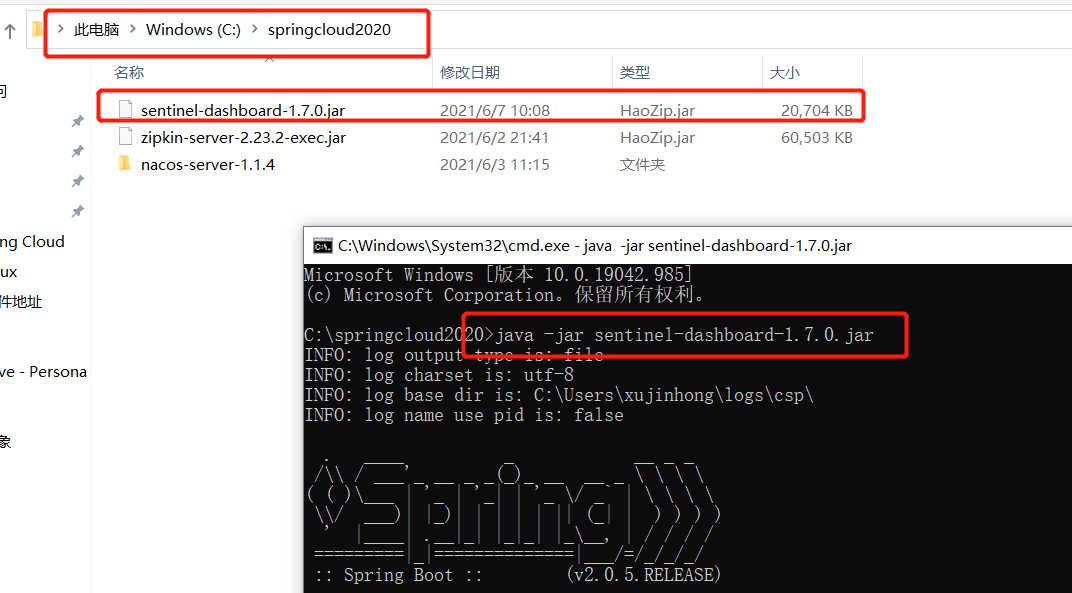 此电脑 > Windows (C:) > springcloud2020
名称 修改日期 类型 大小
问
sentinel-dashboard-1.7.0.jar 2021/6/7 10:08 HaoZip.jar 20,704 KB
zipkin-server-2.23.2-exec.jar 2021/6/2 21:41 HaoZip.jar 60,503 KB
nacos-server-1.1.4 2021/6/3 11:15 文件夹
ng Cloud
ux
件地址
ve - Persona
象
C:\Windows\System32\cmd.exe - java -jar sentinel-dashboard-1.7.0.jar
Microsoft Windows [版本 10.0.19042.985]
(c) Microsoft Corporation。保留所有权利。
C:\springcloud2020>java -jar sentinel-dashboard-1.7.0.jar
INFO: log output type is: file
INFO: log charset is: utf-8
INFO: log base dir is: C:\Users\xujinhong\logs\csp\
INFO: log name use pid is: false
Spring
:: Spring Boot :: (v2.0.5.RELEASE)